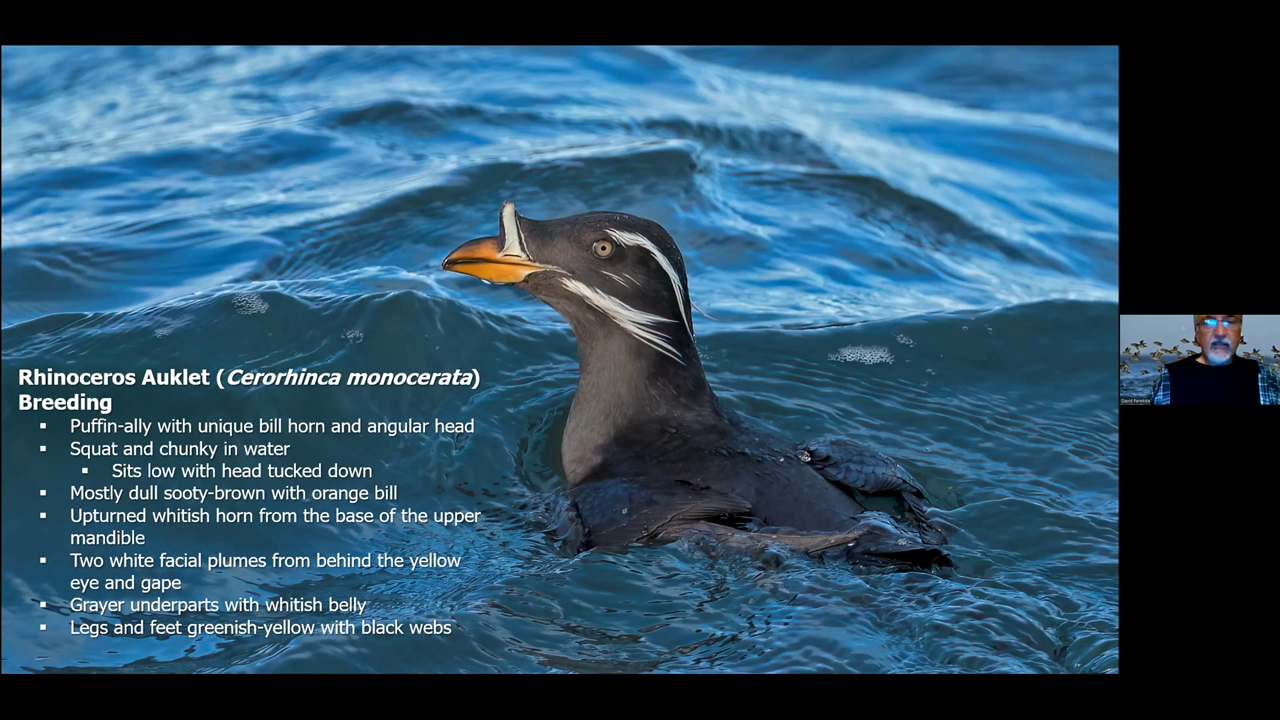 Rhinoceros Auklet (Cerorhinca monocerata)
Breeding
▪ Puffin-ally with unique bill horn and angular head
▪ Squat and chunky in water
▪ Sits low with head tucked down
▪ Mostly dull sooty-brown with orange bill
▪ Upturned whitish horn from the base of the upper
mandible
▪ Two white facial plumes from behind the yellow
eye and gape
▪ Grayer underparts with whitish belly
▪ Legs and feet greenish-yellow with black webs
David